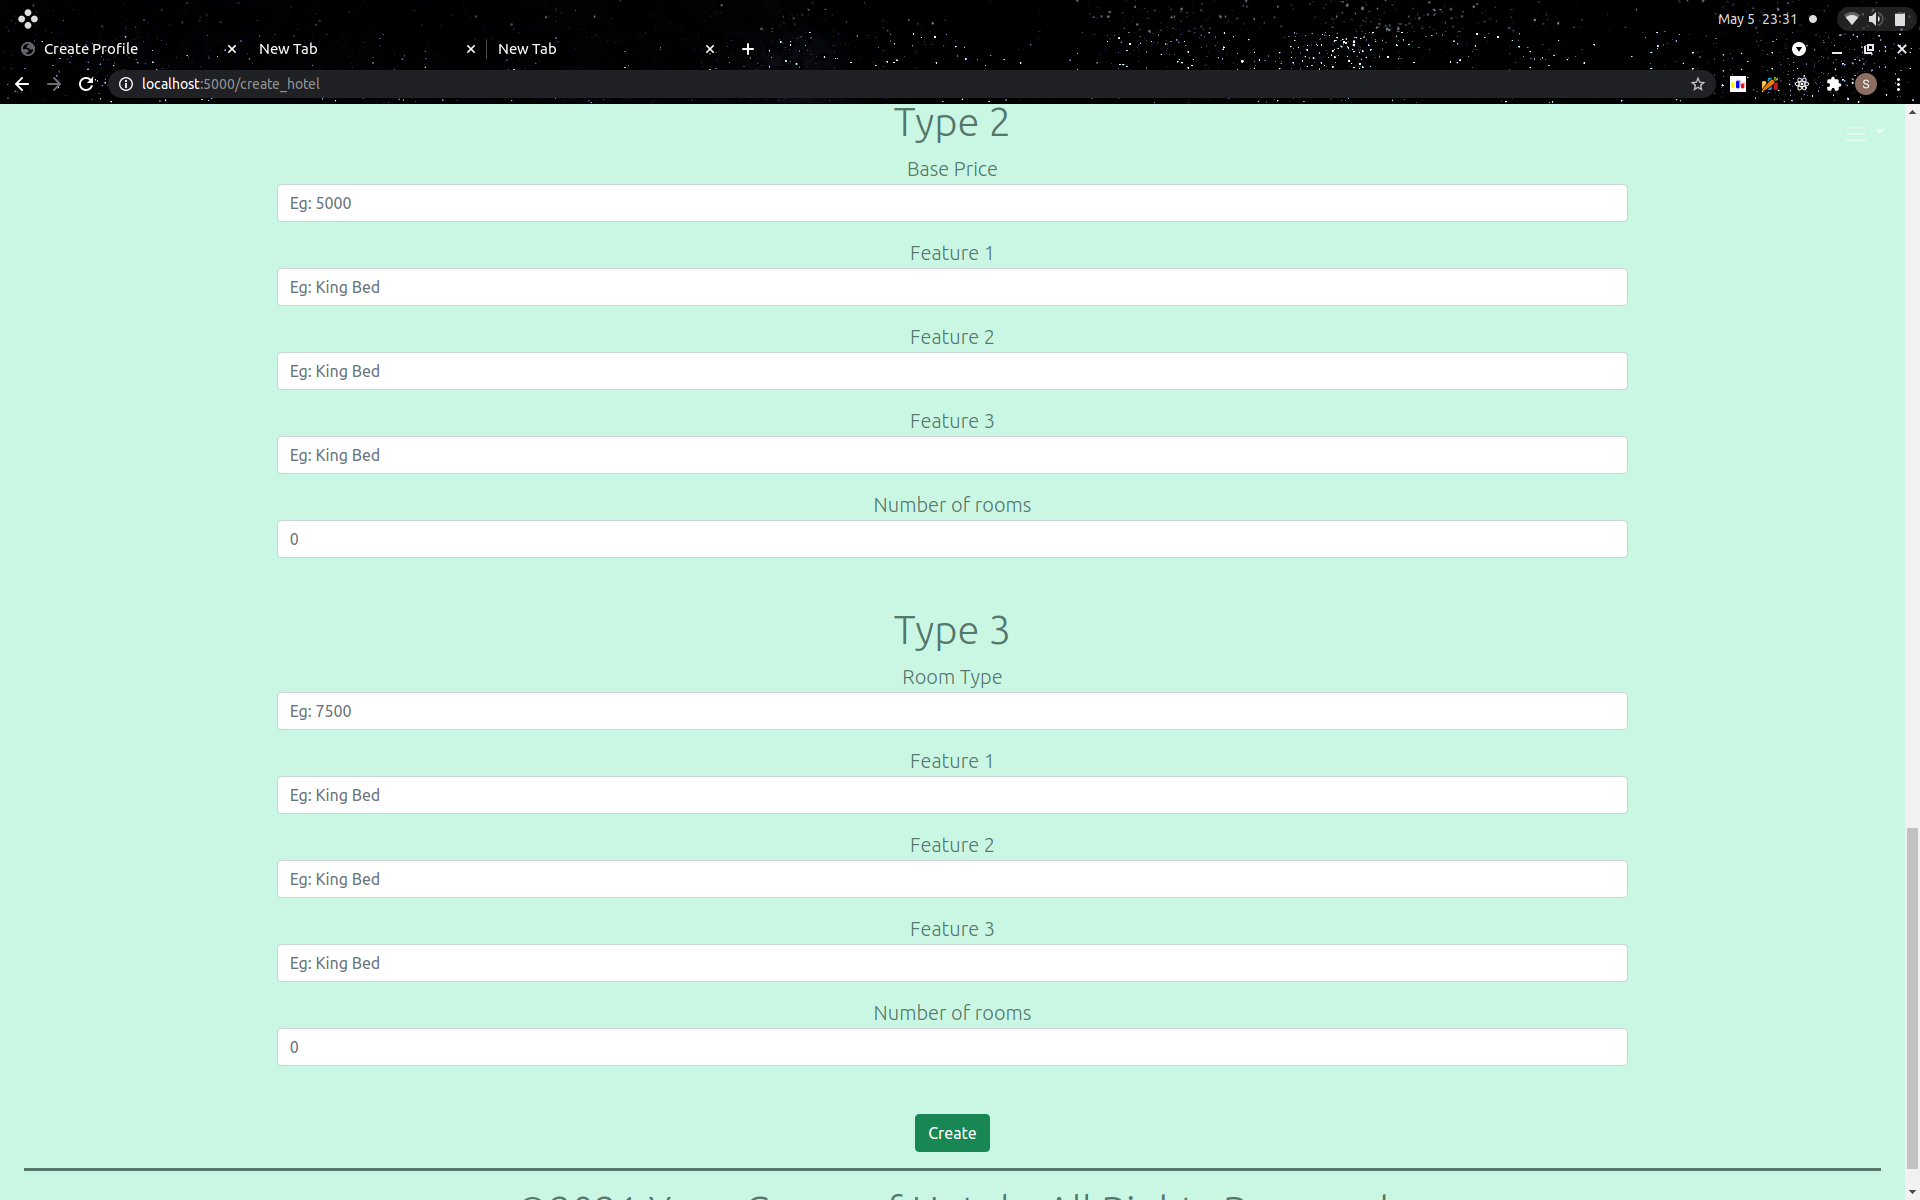 May 5 23:31
Create Profile
New Tab
New Tab
localhost:5000/create_hotel
S
Type 2
Base Price
Eg: 5000
Feature 1
Eg: King Bed
Feature 2
Eg: King Bed
Feature 3
Eg: King Bed
Number of rooms
0
Type 3
Room Type
Eg: 7500
Feature 1
Eg: King Bed
Feature 2
Eg: King Bed
Feature 3
Eg: King Bed
Number of rooms
0
Create